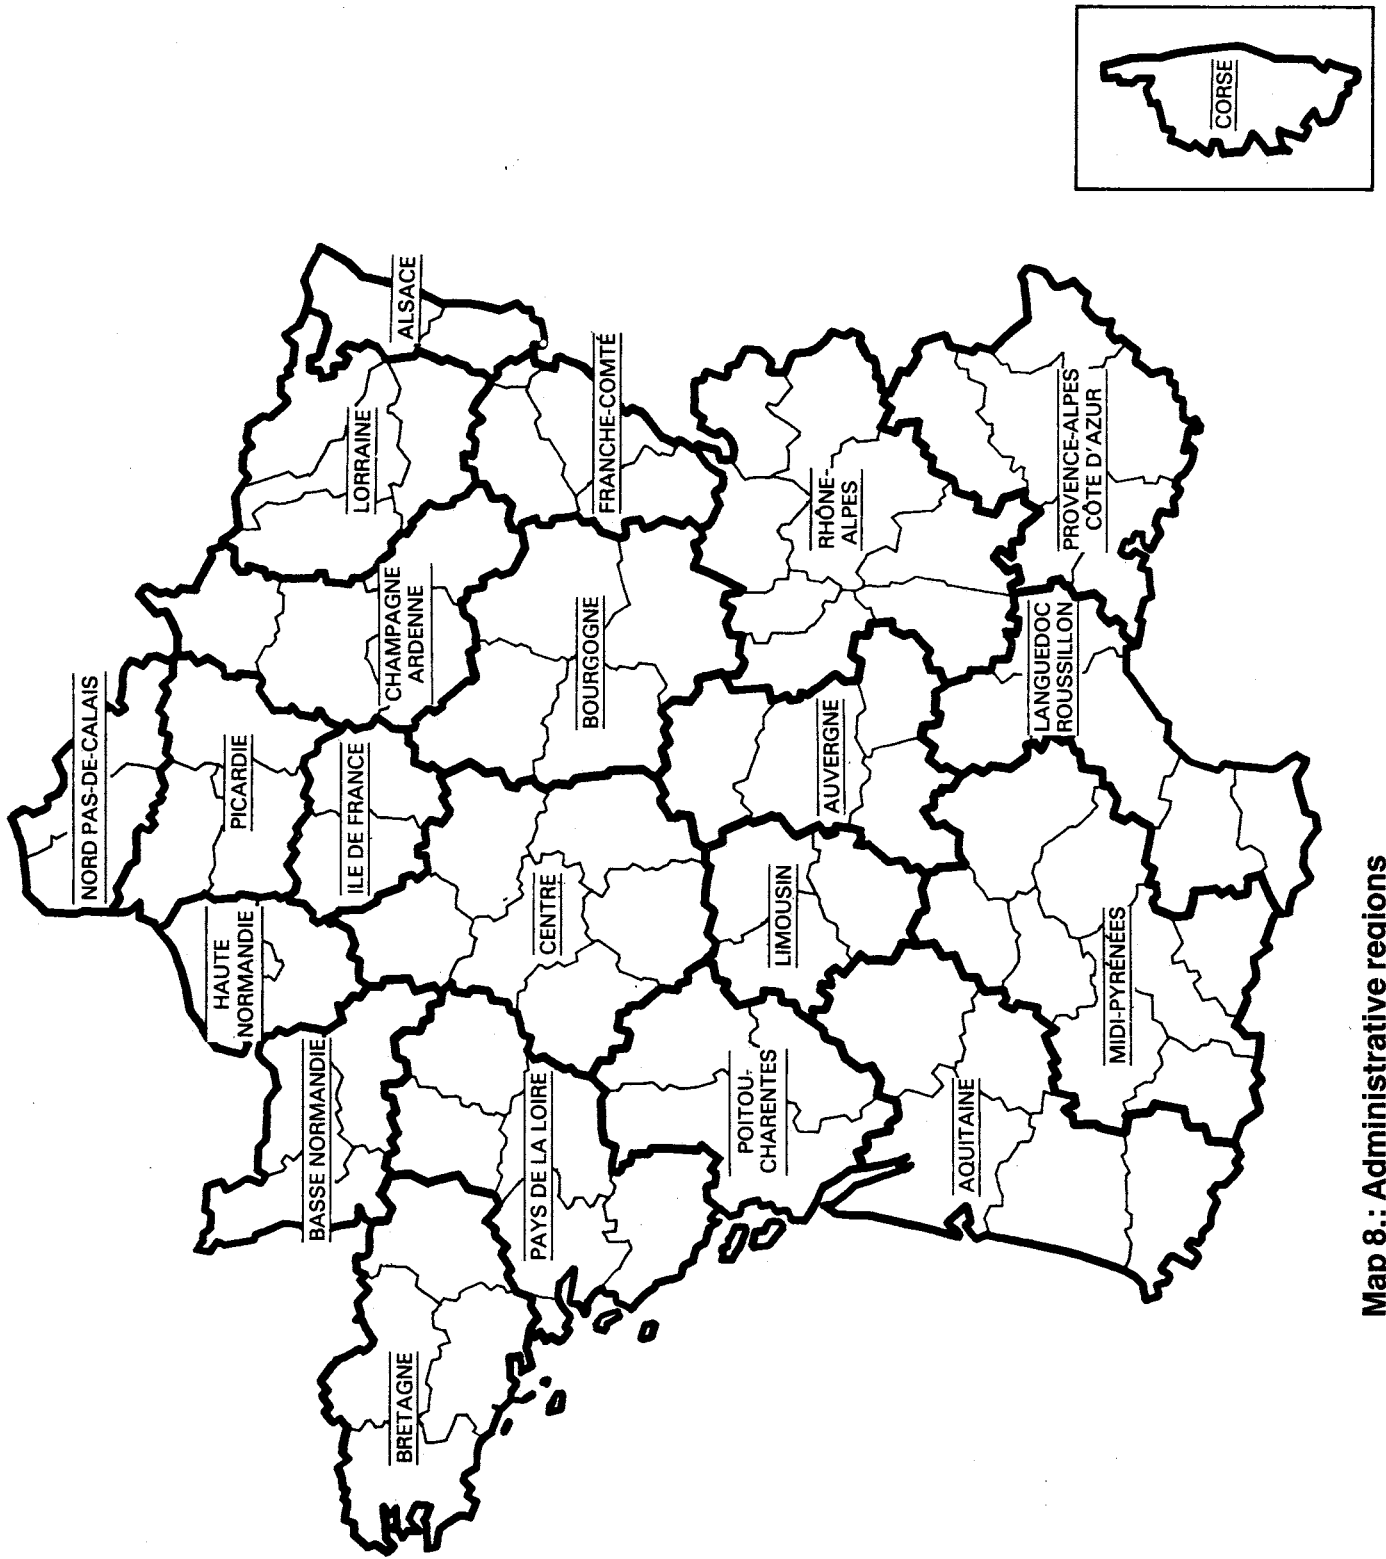 NORD PAS-DE-CALAIS
HAUTE
NORMANDIE
PICARDIE
BASSE NORMANDIE
ILE DE FRANCE
CHAMPAGNE
ARDENNE
LORRAINE
ALSACE
BRETAGNE
PAYS DE LA LOIRE
CENTRE
BOURGOGNE
FRANCHE-COMTÉ
POITOU-
CHARENTES
LIMOUSIN
AUVERGNE
RHÔNE-
ALPES
AQUITAINE
MIDI-PYRÉNÉES
LANGUEDOC
ROUSSILLON
PROVENCE-ALPES
CÔTE D'AZUR
CORSE
Map 8.: Administrative regions